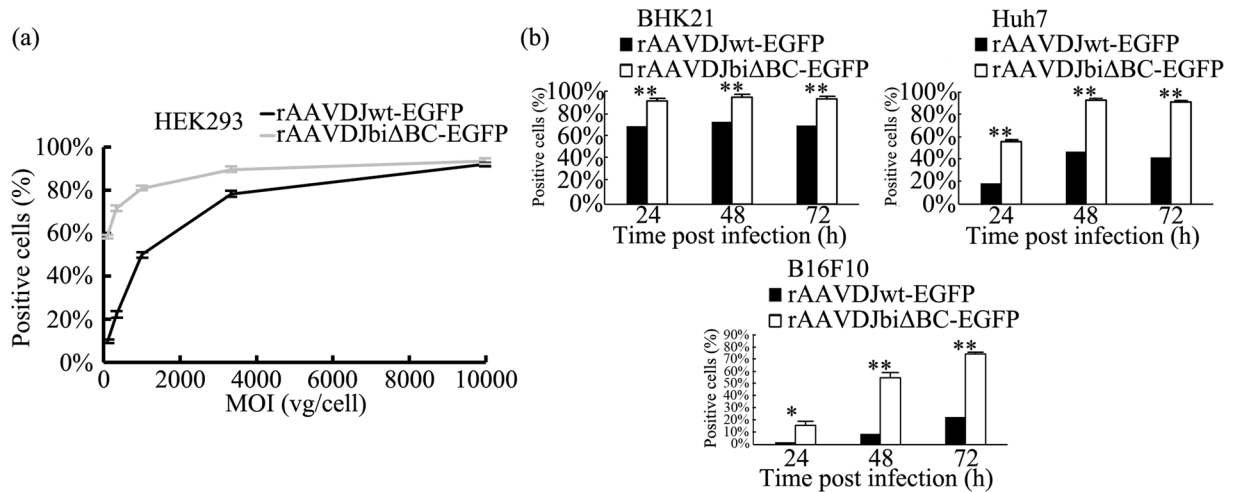 (a)
HEK293
rAAVDJwt-EGFP
rAAVDJbiΔBC-EGFP
Positive cells (%)
100%
80%
60%
40%
20%
0%
0 2000 4000 6000 8000 10000
MOI (vg/cell)
(b)
BHK21
rAAVDJwt-EGFP
rAAVDJbiΔBC-EGFP
Positive cells (%)
100%
80%
60%
40%
20%
0%
** ** **
24 48 72
Time post infection (h)
Huh7
rAAVDJwt-EGFP
rAAVDJbiΔBC-EGFP
Positive cells (%)
100%
80%
60%
40%
20%
0%
** ** **
24 48 72
Time post infection (h)
B16F10
rAAVDJwt-EGFP
rAAVDJbiΔBC-EGFP
Positive cells (%)
90%
80%
70%
60%
50%
40%
30%
20%
10%
0%
* ** **
24 48 72
Time post infection (h)